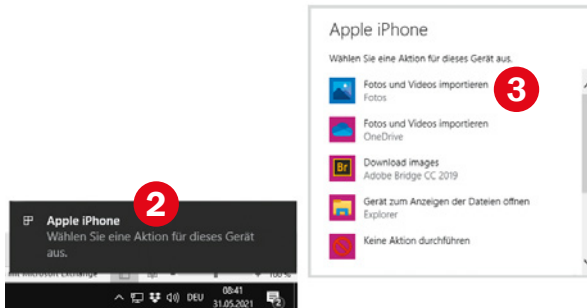 Apple iPhone
Wählen Sie eine Aktion für dieses Gerät aus.
Fotos und Videos importieren
Fotos
3
Fotos und Videos importieren
OneDrive
Br
Download images
Adobe Bridge CC 2019
Gerät zum Anzeigen der Dateien öffnen
Explorer
Keine Aktion durchführen
2
Apple iPhone
Wählen Sie eine Aktion für dieses Gerät
aus.
mit Microsoft Exchange
100 %
DEU
08:41
31.05.2021
2